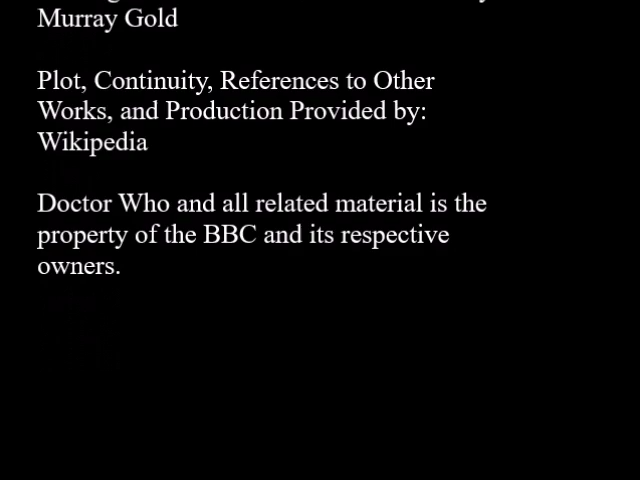 Murray Gold
Plot, Continuity, References to Other
Works, and Production Provided by:
Wikipedia
Doctor Who and all related material is the
property of the BBC and its respective
owners.